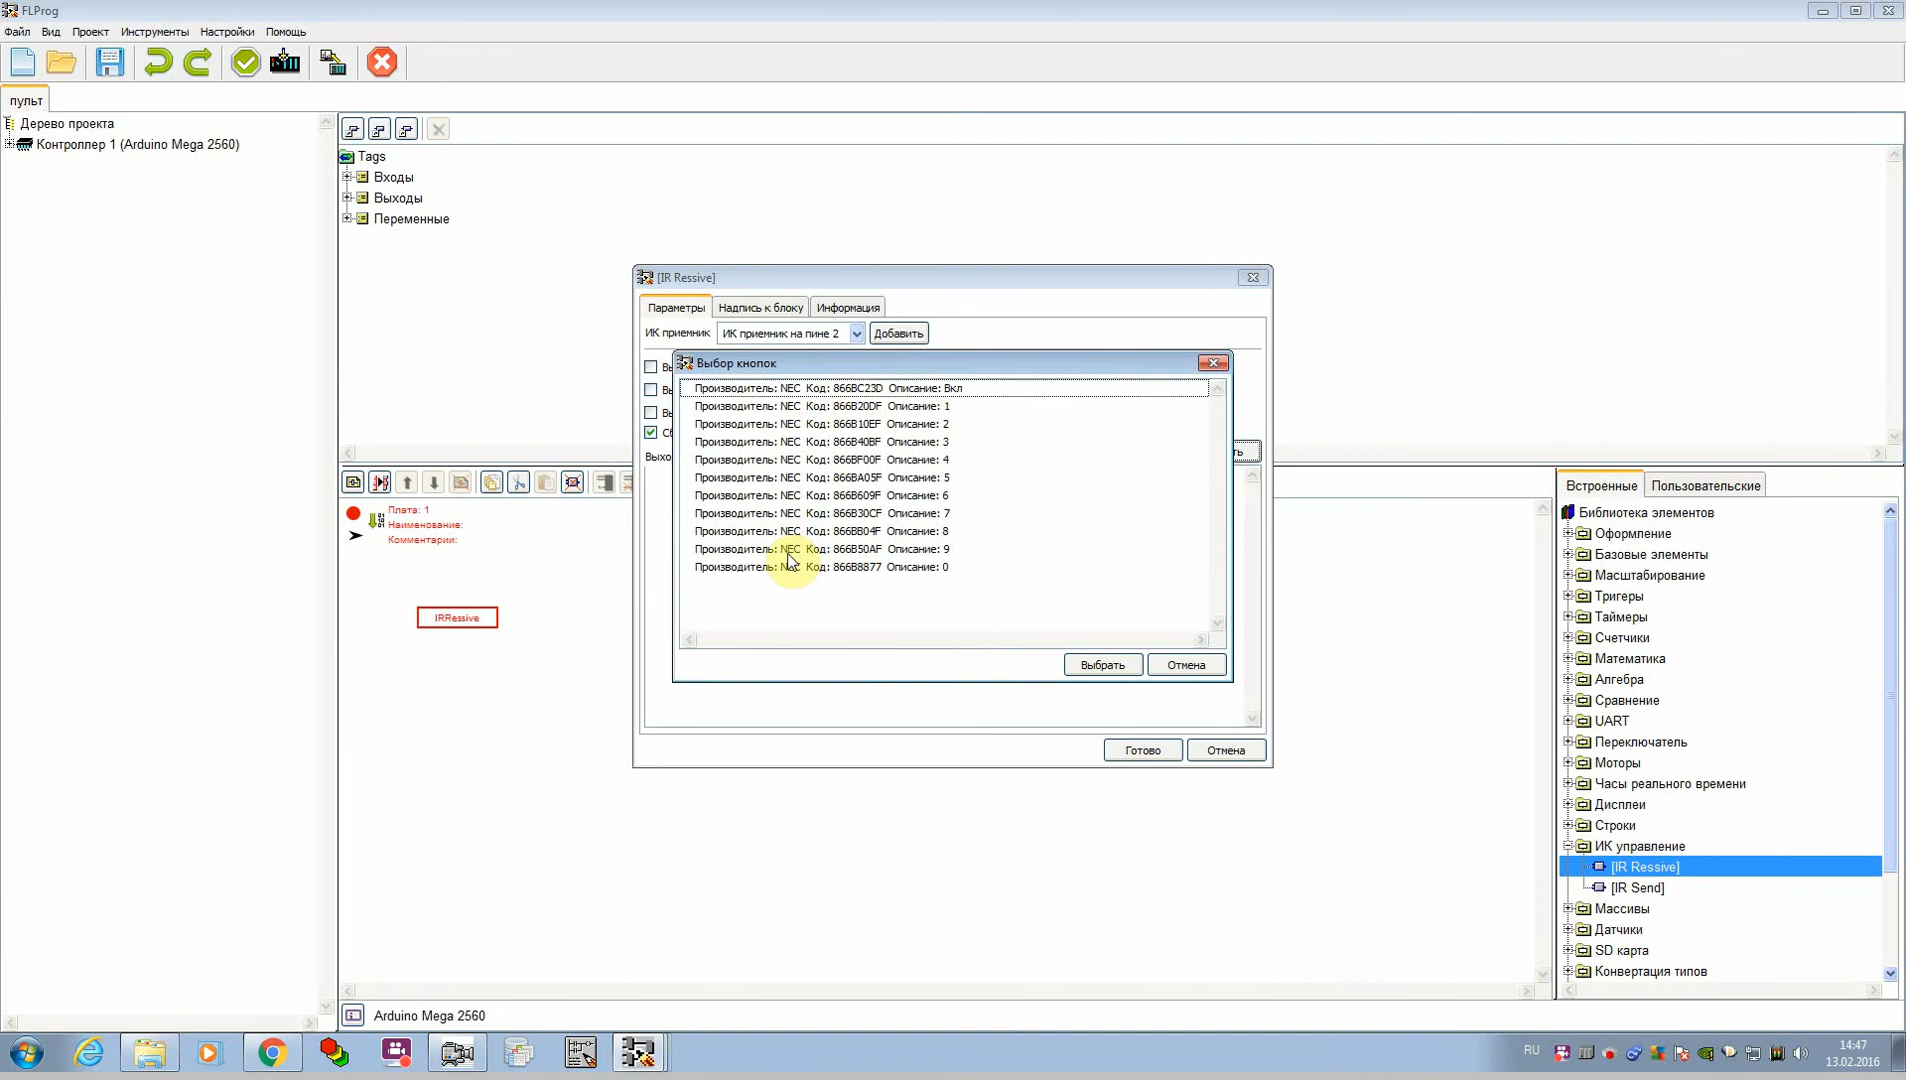 FLProg
Файл Вид Проект Инструменты Настройки Помощь
пульт
Дерево проекта
Контроллер 1 (Arduino Mega 2560)
Tags
Входы
Выходы
Переменные
[IR Ressive]
Параметры Надпись к блоку Информация
ИК приемник ИК приемник на пине 2 Добавить
Выбор кнопок
Производитель: NEC Код: 866BC23D Описание: Вкл
Производитель: NEC Код: 866B20DF Описание: 1
Производитель: NEC Код: 866B10EF Описание: 2
Производитель: NEC Код: 866B40BF Описание: 3
Производитель: NEC Код: 866BF00F Описание: 4
Производитель: NEC Код: 866BA05F Описание: 5
Производитель: NEC Код: 866B609F Описание: 6
Производитель: NEC Код: 866B30CF Описание: 7
Производитель: NEC Код: 866BB04F Описание: 8
Производитель: NEC Код: 866B50AF Описание: 9
Производитель: NEC Код: 866B8877 Описание: 0
Выбрать Отмена
Готово Отмена
Плата: 1
Наименование:
Комментарии:
IRRessive
Встроенные Пользовательские
Библиотека элементов
Оформление
Базовые элементы
Масштабирование
Тригеры
Таймеры
Счетчики
Математика
Алгебра
Сравнение
UART
Переключатель
Моторы
Часы реального времени
Дисплеи
Строки
ИК управление
[IR Ressive]
[IR Send]
Массивы
Датчики
SD карта
Конвертация типов
Arduino Mega 2560
RU
14:47
13.02.2016